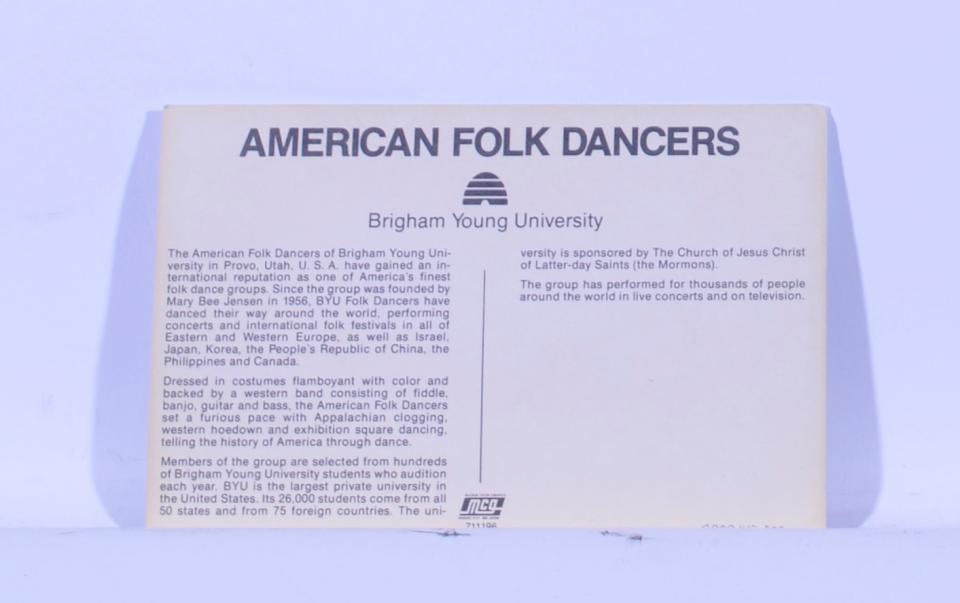 AMERICAN FOLK DANCERS
Brigham Young University
The American Folk Dancers of Brigham Young Uni-
versity in Provo, Utah, U. S. A. have gained an in-
ternational reputation as one of America's finest
folk dance groups. Since the group was founded by
Mary Bee Jensen in 1956, BYU Folk Dancers have
danced their way around the world, performing
concerts and international folk festivals in all of
Eastern and Western Europe, as well as Israel,
Japan, Korea, the People's Republic of China, the
Philippines and Canada.
Dressed in costumes flamboyant with color and
backed by a western band consisting of fiddle,
banjo, guitar and bass, the American Folk Dancers
set a furious pace with Appalachian clogging,
western hoedown and exhibition square dancing,
telling the history of America through dance.
Members of the group are selected from hundreds
of Brigham Young University students who audition
each year. BYU is the largest private university in
the United States. Its 26,000 students come from all
50 states and from 75 foreign countries. The uni-
versity is sponsored by The Church of Jesus Christ
of Latter-day Saints (the Mormons).
The group has performed for thousands of people
around the world in live concerts and on television.
mcg
711196